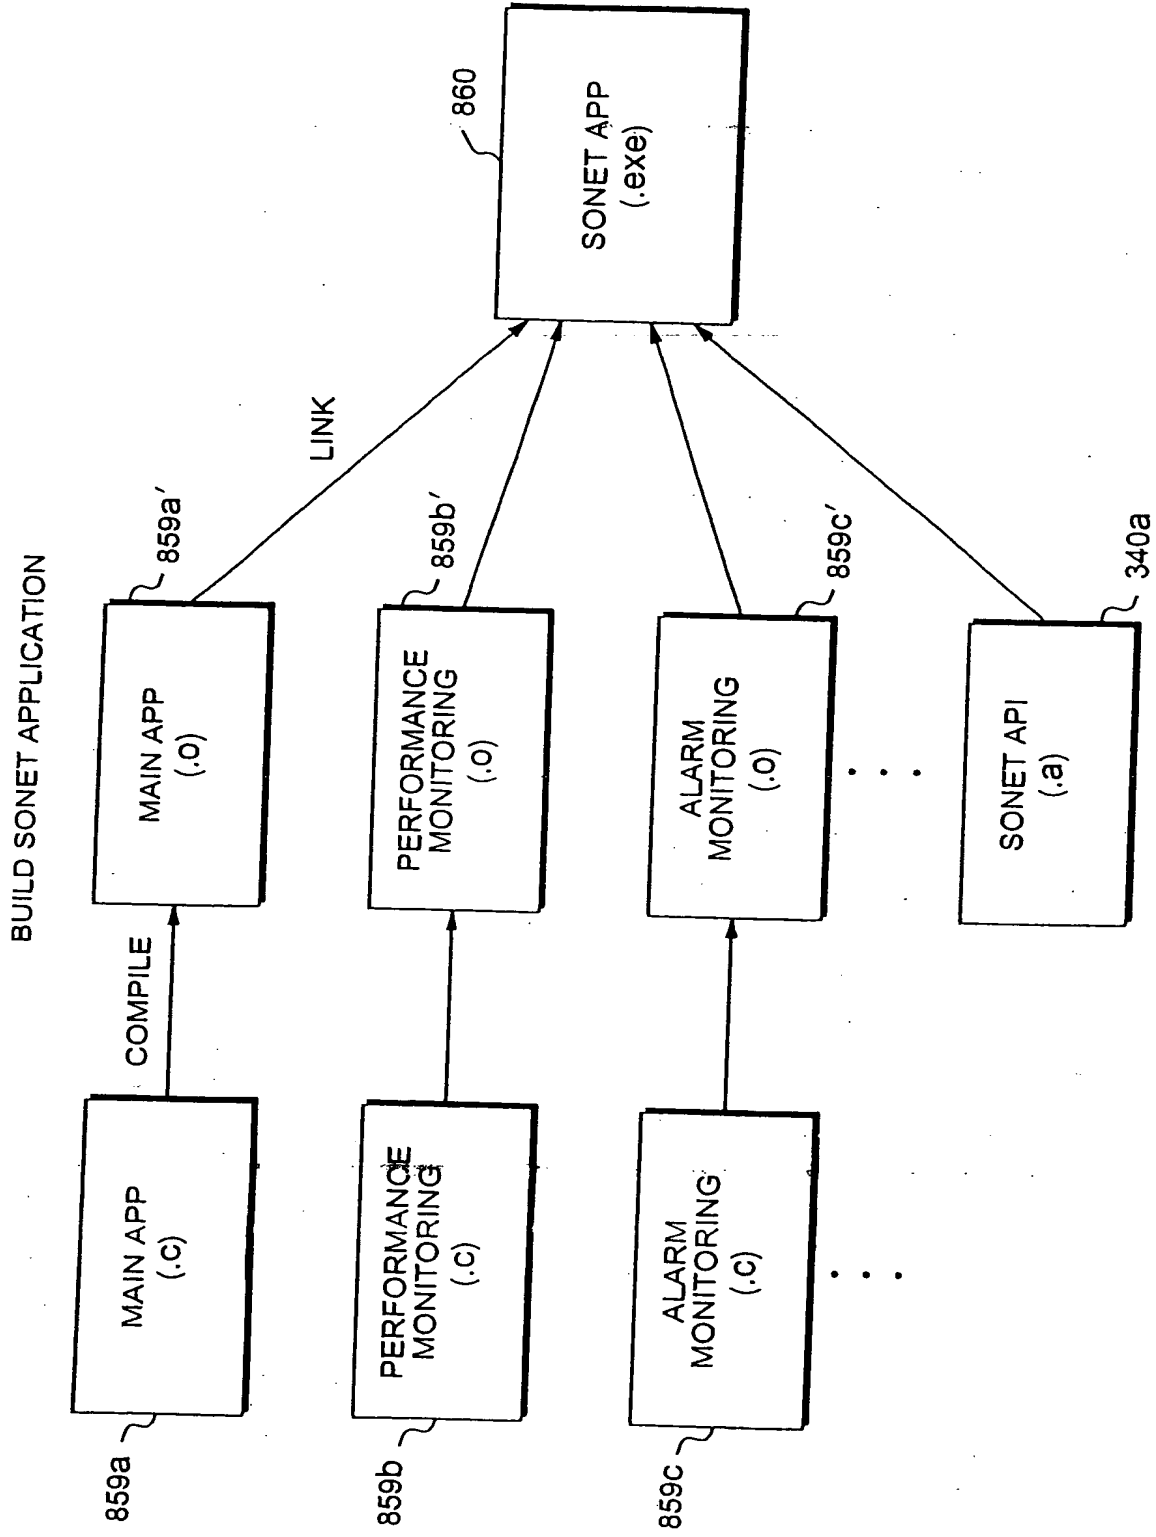 BUILD SONET APPLICATION
859a
MAIN APP
(.c)
COMPILE
MAIN APP
(.o)
859a′
LINK
859b
PERFORMANCE
MONITORING
(.c)
PERFORMANCE
MONITORING
(.o)
859b′
859c
ALARM
MONITORING
(.c)
ALARM
MONITORING
(.o)
859c′
SONET API
(.a)
340a
SONET APP
(.exe)
860